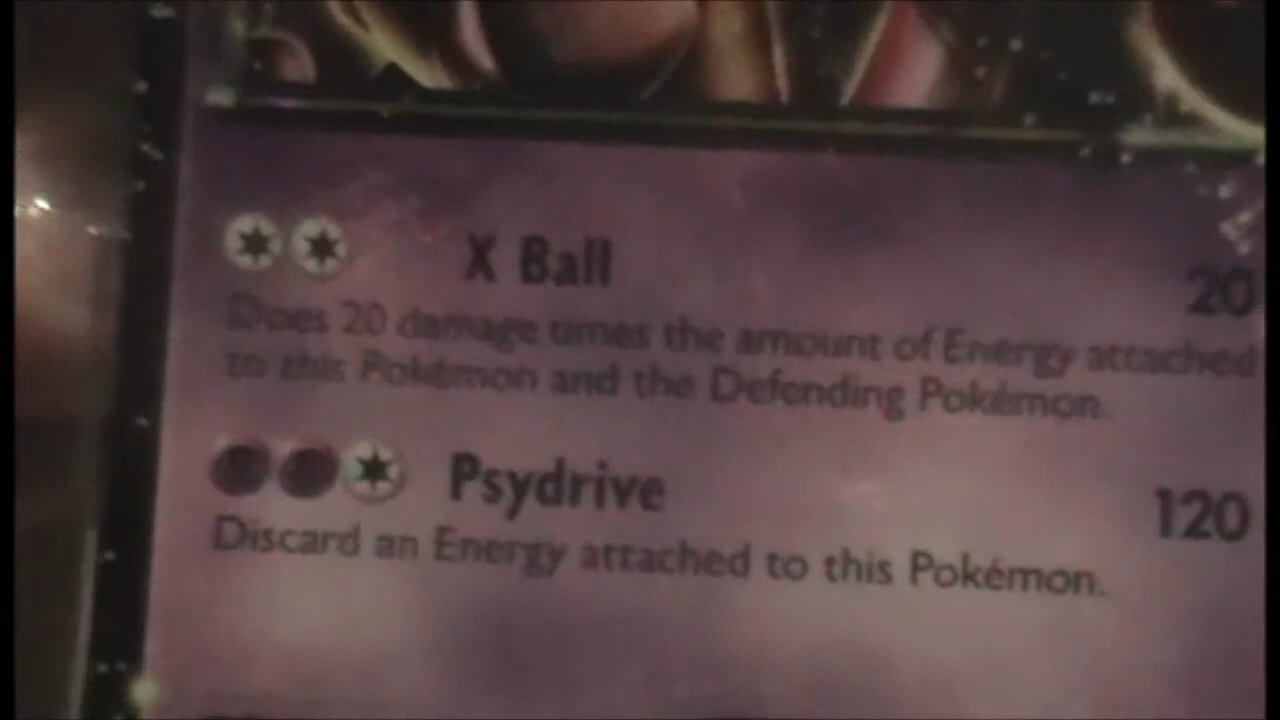 X Ball 20
Does 20 damage times the amount of Energy attached
to this Pokémon and the Defending Pokémon.
Psydrive 120
Discard an Energy attached to this Pokémon.